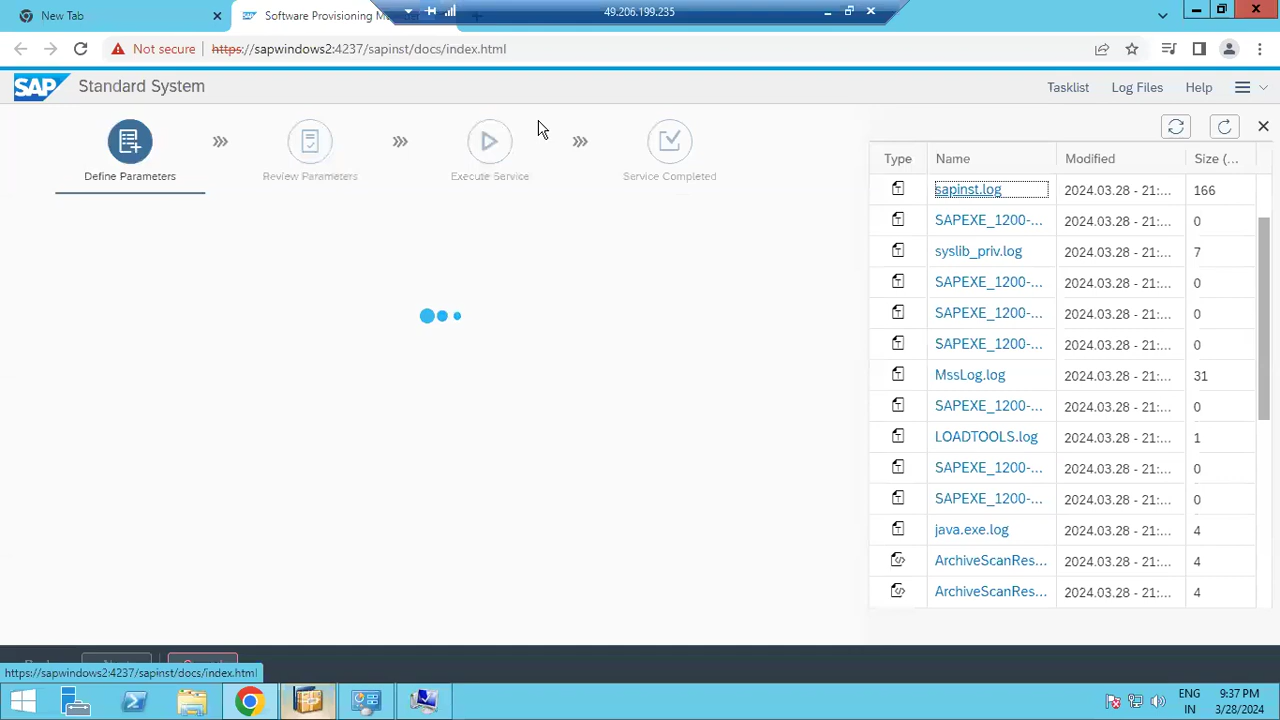 New Tab
Software Provisioning M
49.206.199.235
Not secure
https://sapwindows2:4237/sapinst/docs/index.html
SAP
Standard System
Tasklist
Log Files
Help
Define Parameters
Review Parameters
Execute Service
Service Completed
Type Name Modified Size (...
sapinst.log 2024.03.28 - 21:... 166
SAPEXE_1200-... 2024.03.28 - 21:... 0
syslib_priv.log 2024.03.28 - 21:... 7
SAPEXE_1200-... 2024.03.28 - 21:... 0
SAPEXE_1200-... 2024.03.28 - 21:... 0
SAPEXE_1200-... 2024.03.28 - 21:... 0
MssLog.log 2024.03.28 - 21:... 31
SAPEXE_1200-... 2024.03.28 - 21:... 0
LOADTOOLS.log 2024.03.28 - 21:... 1
SAPEXE_1200-... 2024.03.28 - 21:... 0
SAPEXE_1200-... 2024.03.28 - 21:... 0
java.exe.log 2024.03.28 - 21:... 4
ArchiveScanRes... 2024.03.28 - 21:... 4
ArchiveScanRes... 2024.03.28 - 21:... 4
https://sapwindows2:4237/sapinst/docs/index.html
ENG
IN
9:37 PM
3/28/2024